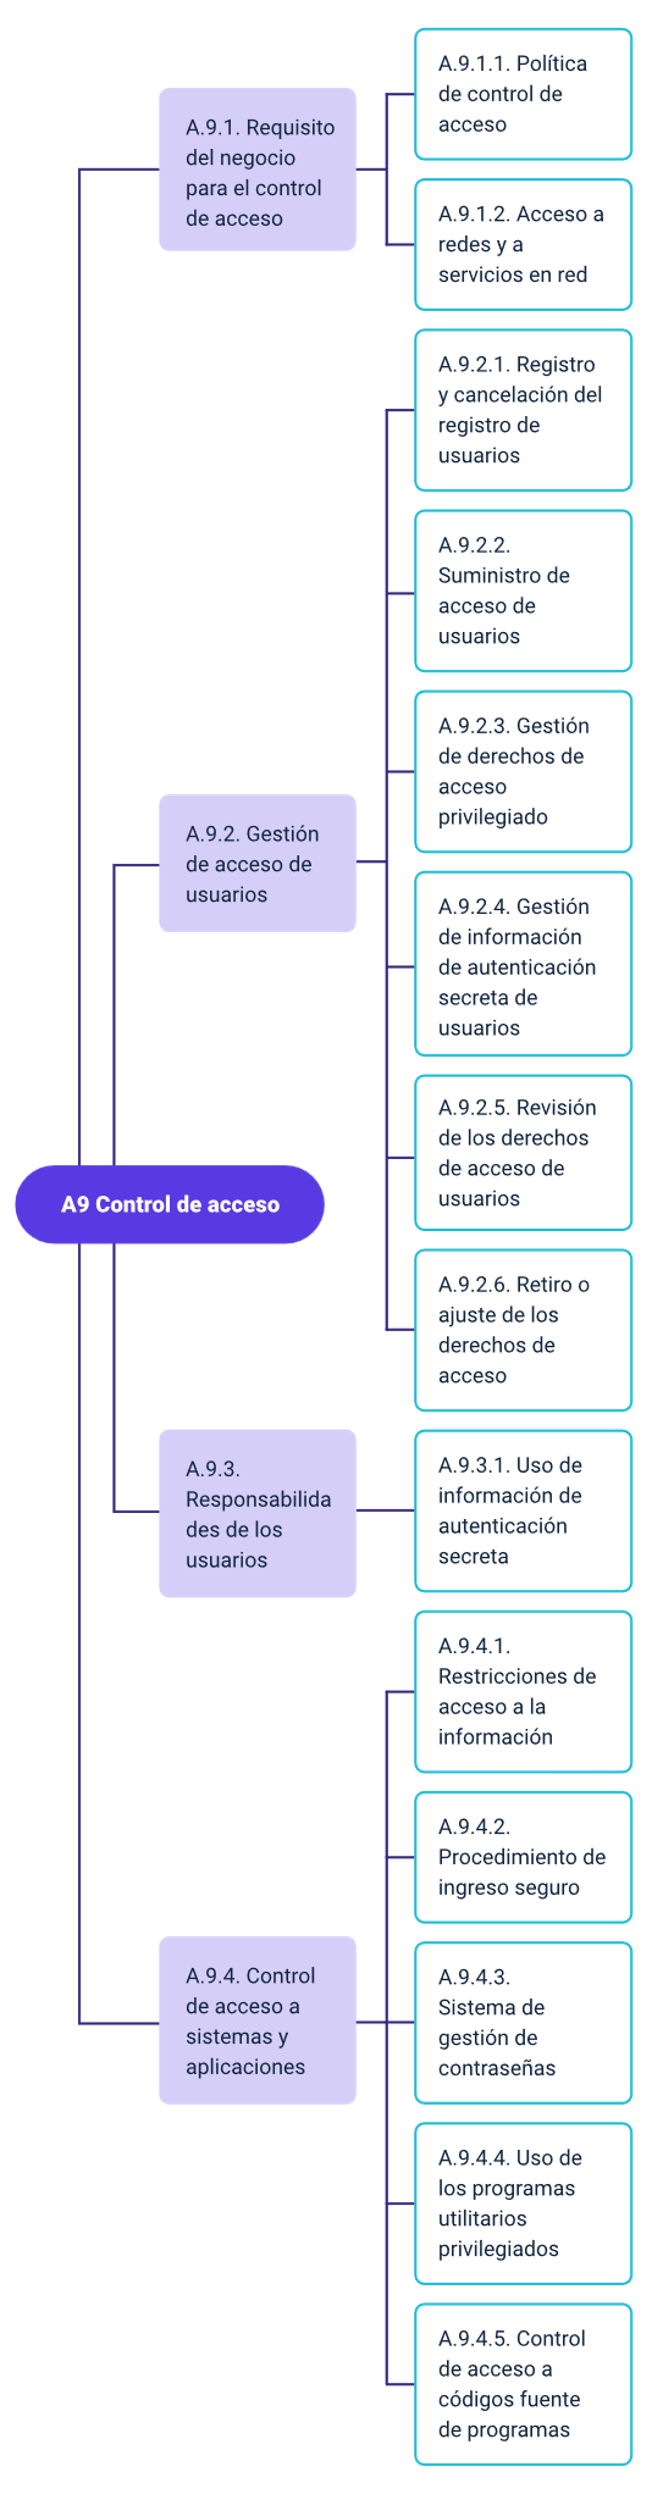 A9 Control de acceso
A.9.1. Requisito
del negocio
para el control
de acceso
A.9.1.1. Política
de control de
acceso
A.9.1.2. Acceso a
redes y a
servicios en red
A.9.2. Gestión
de acceso de
usuarios
A.9.2.1. Registro
y cancelación del
registro de
usuarios
A.9.2.2.
Suministro de
acceso de
usuarios
A.9.2.3. Gestión
de derechos de
acceso
privilegiado
A.9.2.4. Gestión
de información
de autenticación
secreta de
usuarios
A.9.2.5. Revisión
de los derechos
de acceso de
usuarios
A.9.2.6. Retiro o
ajuste de los
derechos de
acceso
A.9.3.
Responsabilida
des de los
usuarios
A.9.3.1. Uso de
información de
autenticación
secreta
A.9.4. Control
de acceso a
sistemas y
aplicaciones
A.9.4.1.
Restricciones de
acceso a la
información
A.9.4.2.
Procedimiento de
ingreso seguro
A.9.4.3.
Sistema de
gestión de
contraseñas
A.9.4.4. Uso de
los programas
utilitarios
privilegiados
A.9.4.5. Control
de acceso a
códigos fuente
de programas